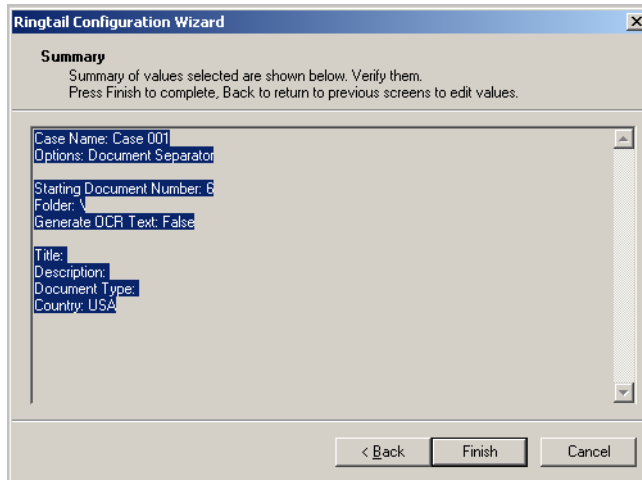 Ringtail Configuration Wizard
Summary
Summary of values selected are shown below. Verify them.
Press Finish to complete, Back to return to previous screens to edit values.
Case Name: Case 001
Options: Document Separator
Starting Document Number: 6
Folder: \
Generate OCR Text: False
Title:
Description:
Document Type:
Country: USA
< Back
Finish
Cancel